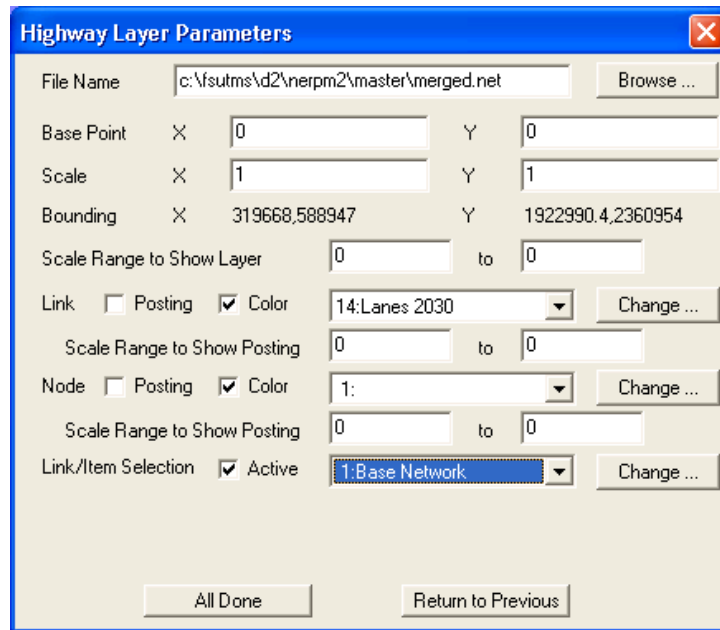 Highway Layer Parameters
File Name c:\fsutms\d2\nerpm2\master\merged.net Browse ...
Base Point X 0 Y 0
Scale X 1 Y 1
Bounding X 319668,588947 Y 1922990.4,2360954
Scale Range to Show Layer 0 to 0
Link Posting Color 14:Lanes 2030 Change ...
Scale Range to Show Posting 0 to 0
Node Posting Color 1: Change ...
Scale Range to Show Posting 0 to 0
Link/Item Selection Active 1:Base Network Change ...
All Done Return to Previous